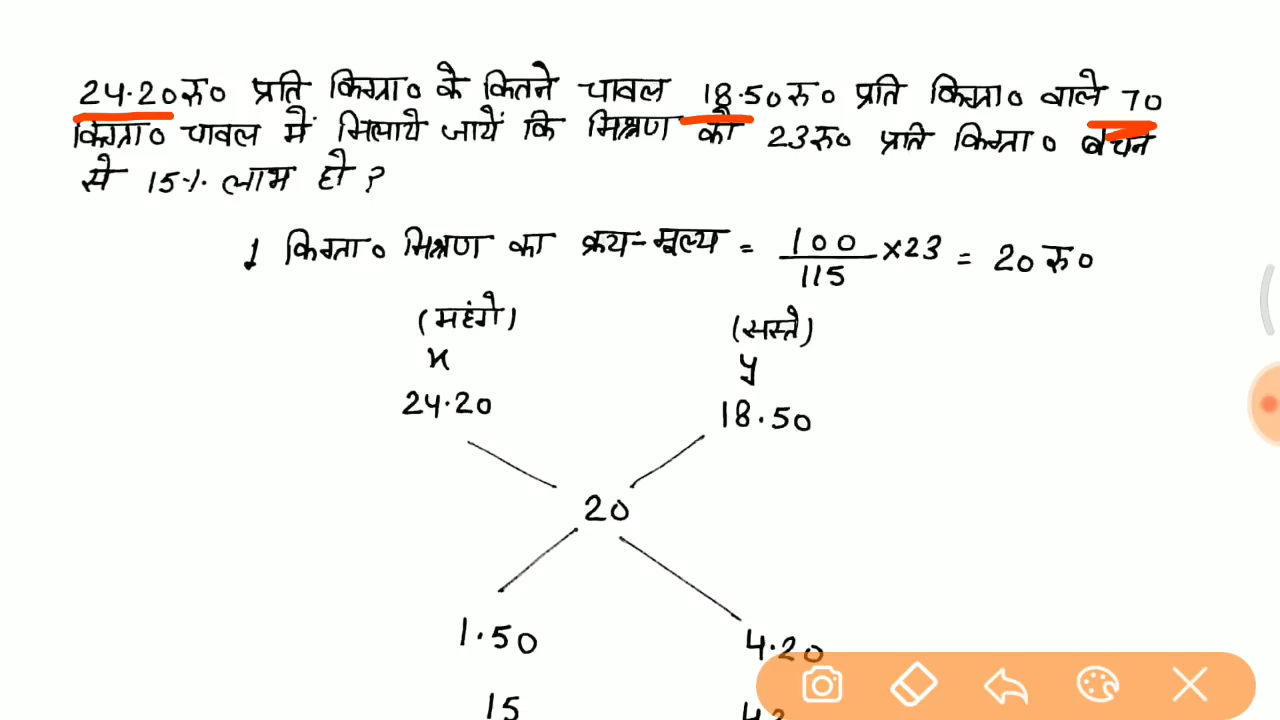 24.20रु० प्रति किग्रा० के कितने चावल 18.50रु० प्रति किग्रा० वाले 70
किग्रा० चावल में मिलाये जायें कि मिश्रण को 23रु० प्रति किग्रा० बेचने
से 15% लाभ हो ?
1 किग्रा० मिश्रण का क्रय-मूल्य = 100/115 ×23 = 20 रु०
(महंगे) (सस्ते)
x y
24.20 18.50
20
1.50 4.20
15 42